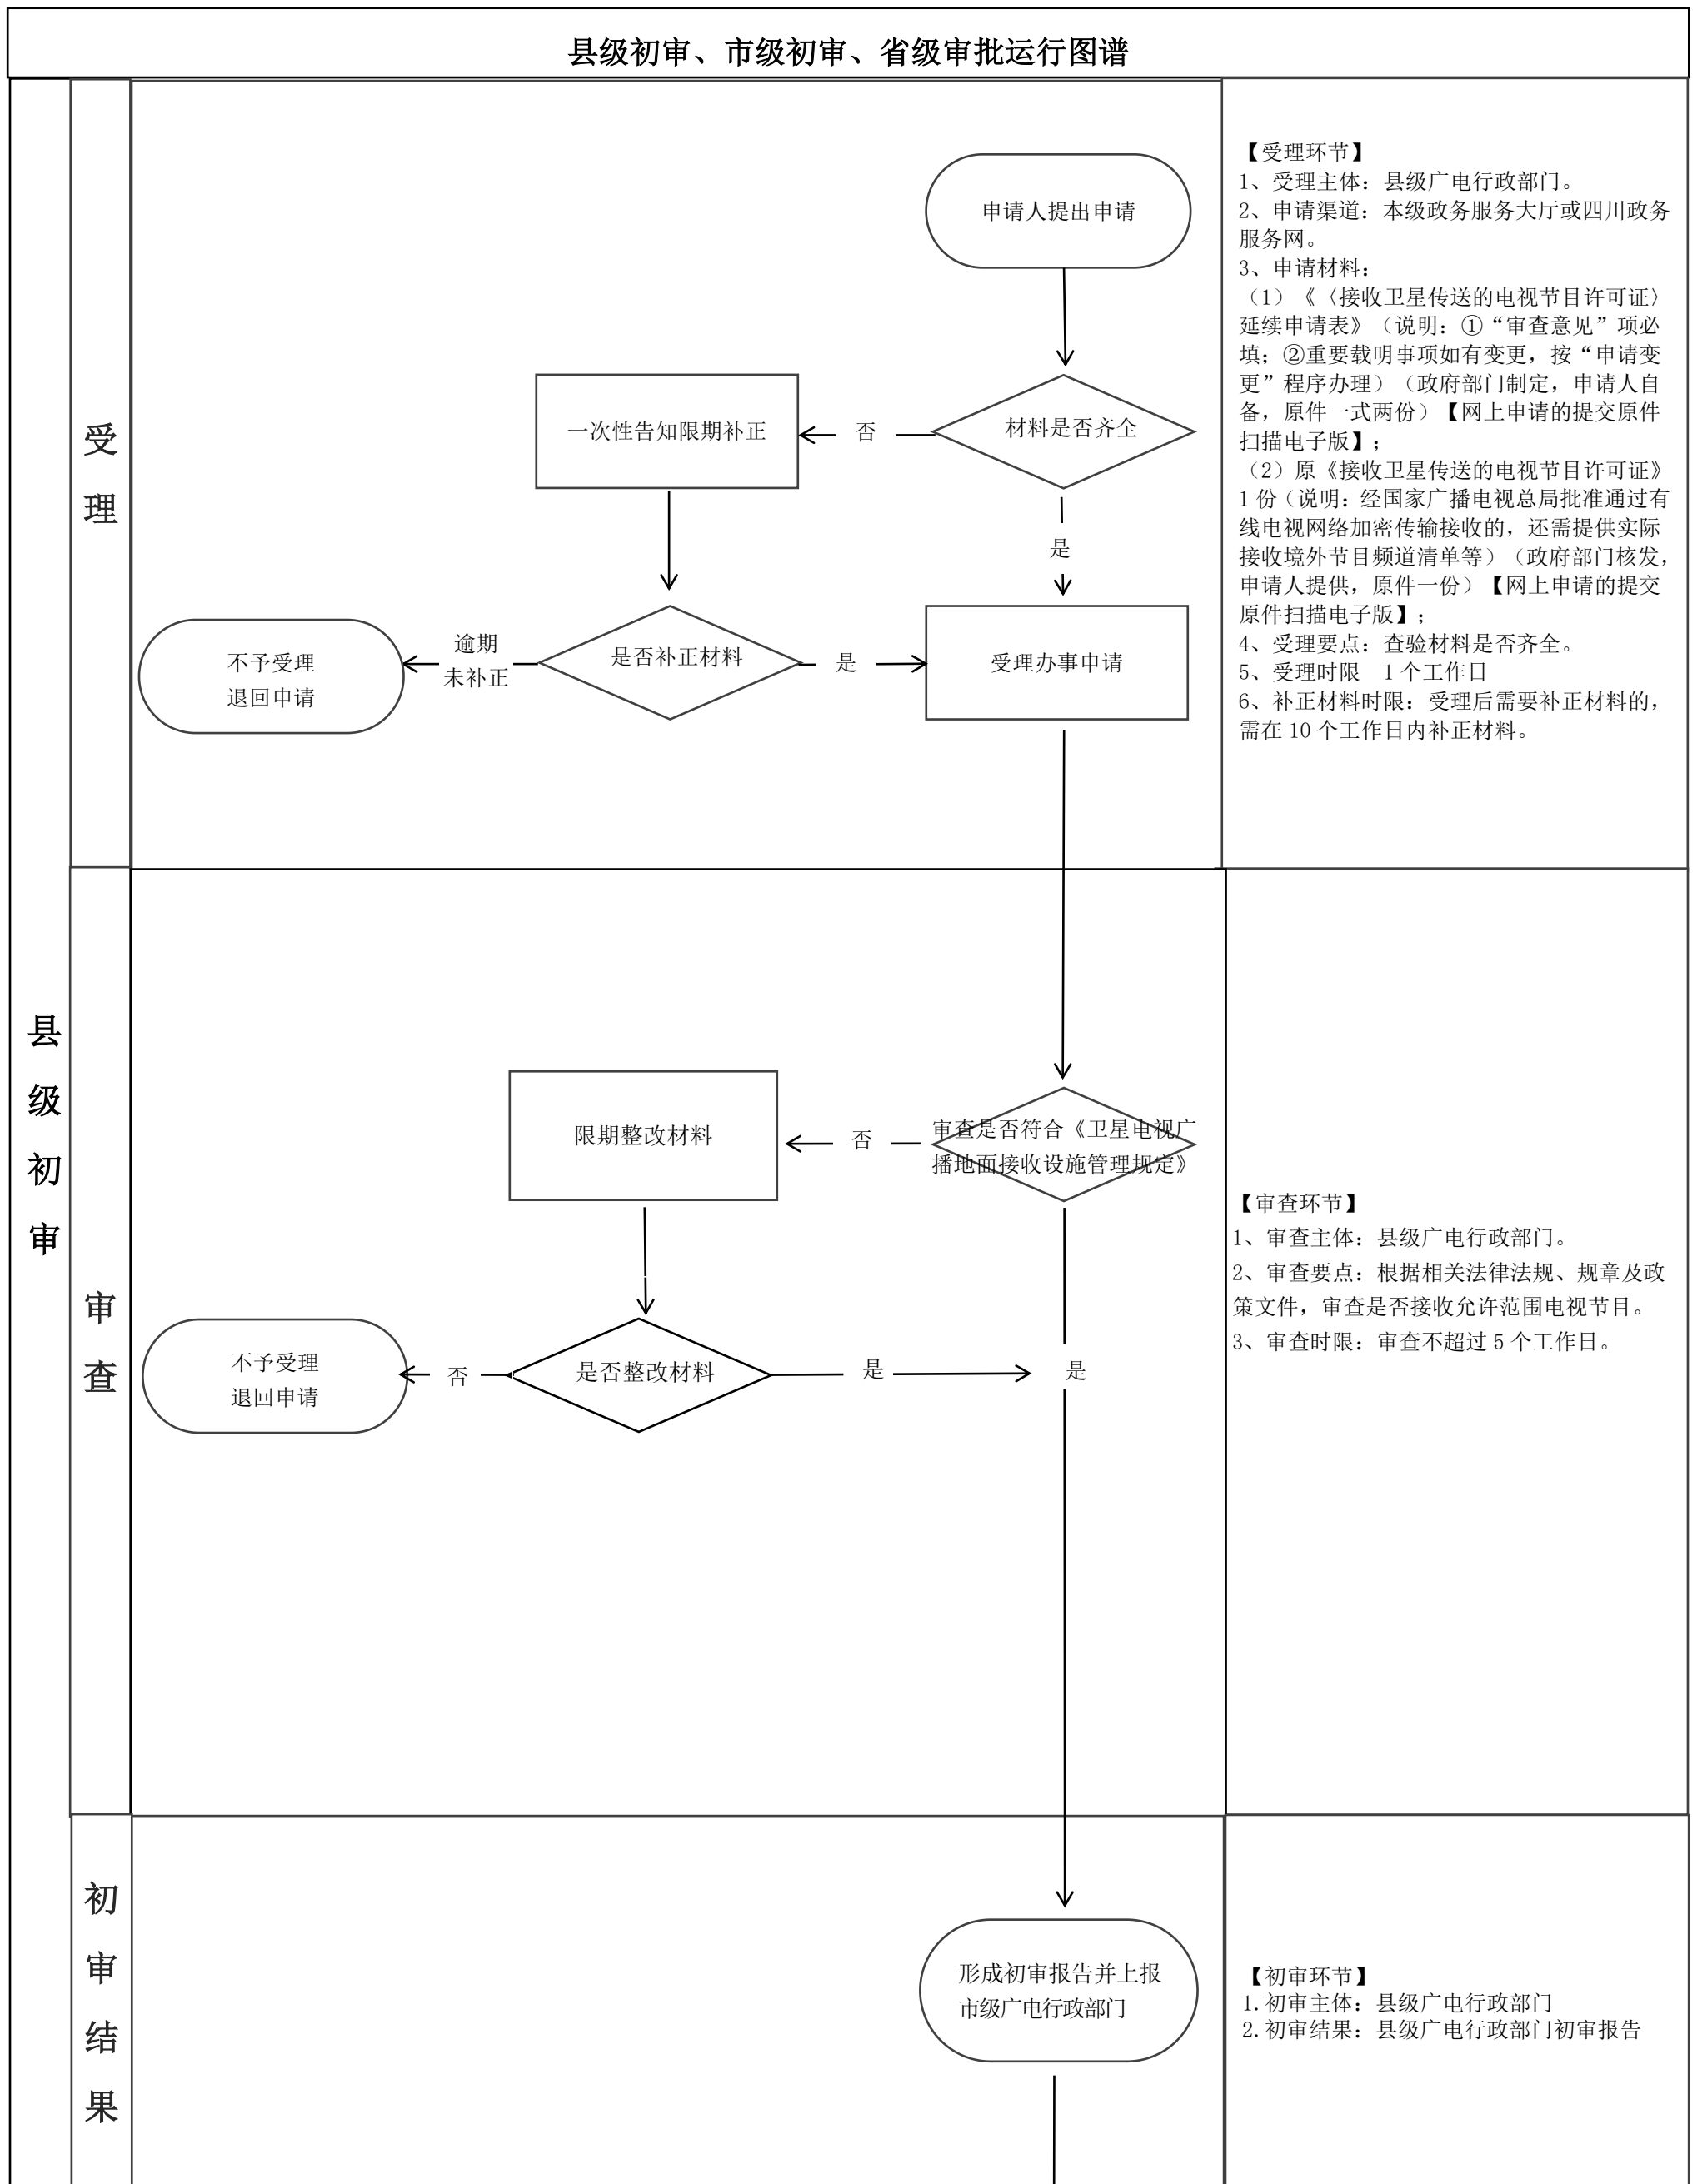 县级初审、市级初审、省级审批运行图谱
县级初审
受理
申请人提出申请
材料是否齐全
否
一次性告知限期补正
是
是否补正材料
逾期
未补正
不予受理
退回申请
是
受理办事申请
【受理环节】
1、受理主体：县级广电行政部门。
2、申请渠道：本级政务服务大厅或四川政务
服务网。
3、申请材料：
（1）《〈接收卫星传送的电视节目许可证〉
延续申请表》（说明：①“审查意见”项必
填；②重要载明事项如有变更，按“申请变
更”程序办理）（政府部门制定，申请人自
备，原件一式两份）【网上申请的提交原件
扫描电子版】；
（2）原《接收卫星传送的电视节目许可证》
1 份（说明：经国家广播电视总局批准通过有
线电视网络加密传输接收的，还需提供实际
接收境外节目频道清单等）（政府部门核发，
申请人提供，原件一份）【网上申请的提交
原件扫描电子版】；
4、受理要点：查验材料是否齐全。
5、受理时限　1 个工作日
6、补正材料时限：受理后需要补正材料的，
需在 10 个工作日内补正材料。
审查
审查是否符合《卫星电视广
播地面接收设施管理规定》
否
限期整改材料
是否整改材料
否
不予受理
退回申请
是
是
【审查环节】
1、审查主体：县级广电行政部门。
2、审查要点：根据相关法律法规、规章及政
策文件，审查是否接收允许范围电视节目。
3、审查时限：审查不超过 5 个工作日。
初审结果
形成初审报告并上报
市级广电行政部门
【初审环节】
1.初审主体：县级广电行政部门
2.初审结果：县级广电行政部门初审报告